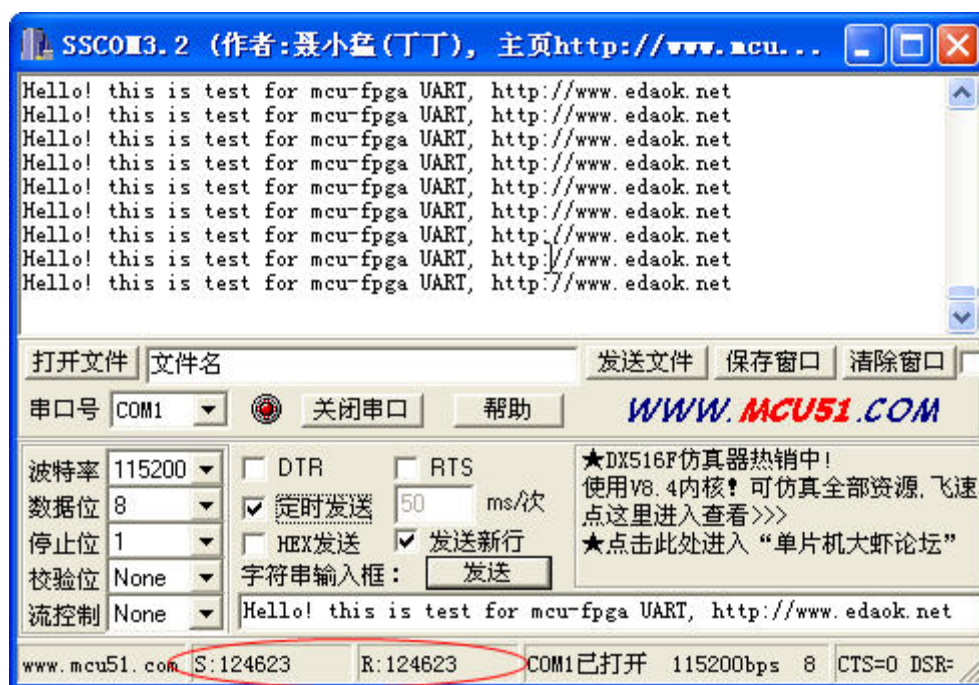 SSCOM3.2 (作者:聂小猛(丁丁), 主页http://www.mcu...
Hello! this is test for mcu-fpga UART, http://www.edaok.net
Hello! this is test for mcu-fpga UART, http://www.edaok.net
Hello! this is test for mcu-fpga UART, http://www.edaok.net
Hello! this is test for mcu-fpga UART, http://www.edaok.net
Hello! this is test for mcu-fpga UART, http://www.edaok.net
Hello! this is test for mcu-fpga UART, http://www.edaok.net
Hello! this is test for mcu-fpga UART, http://www.edaok.net
Hello! this is test for mcu-fpga UART, http://www.edaok.net
Hello! this is test for mcu-fpga UART, http://www.edaok.net
打开文件 文件名 发送文件 保存窗口 清除窗口
串口号 COM1 关闭串口 帮助 WWW.MCU51.COM
波特率 115200 DTR RTS
数据位 8 定时发送 50 ms/次
停止位 1 HEX发送 发送新行
校验位 None 字符串输入框: 发送
流控制 None Hello! this is test for mcu-fpga UART, http://www.edaok.net
★DX516F仿真器热销中!
使用V8.4内核! 可仿真全部资源,飞速
点这里进入查看>>>
★点击此处进入“单片机大虾论坛”
www.mcu51.com S:124623 R:124623 COM1已打开 115200bps 8 CTS=0 DSR=